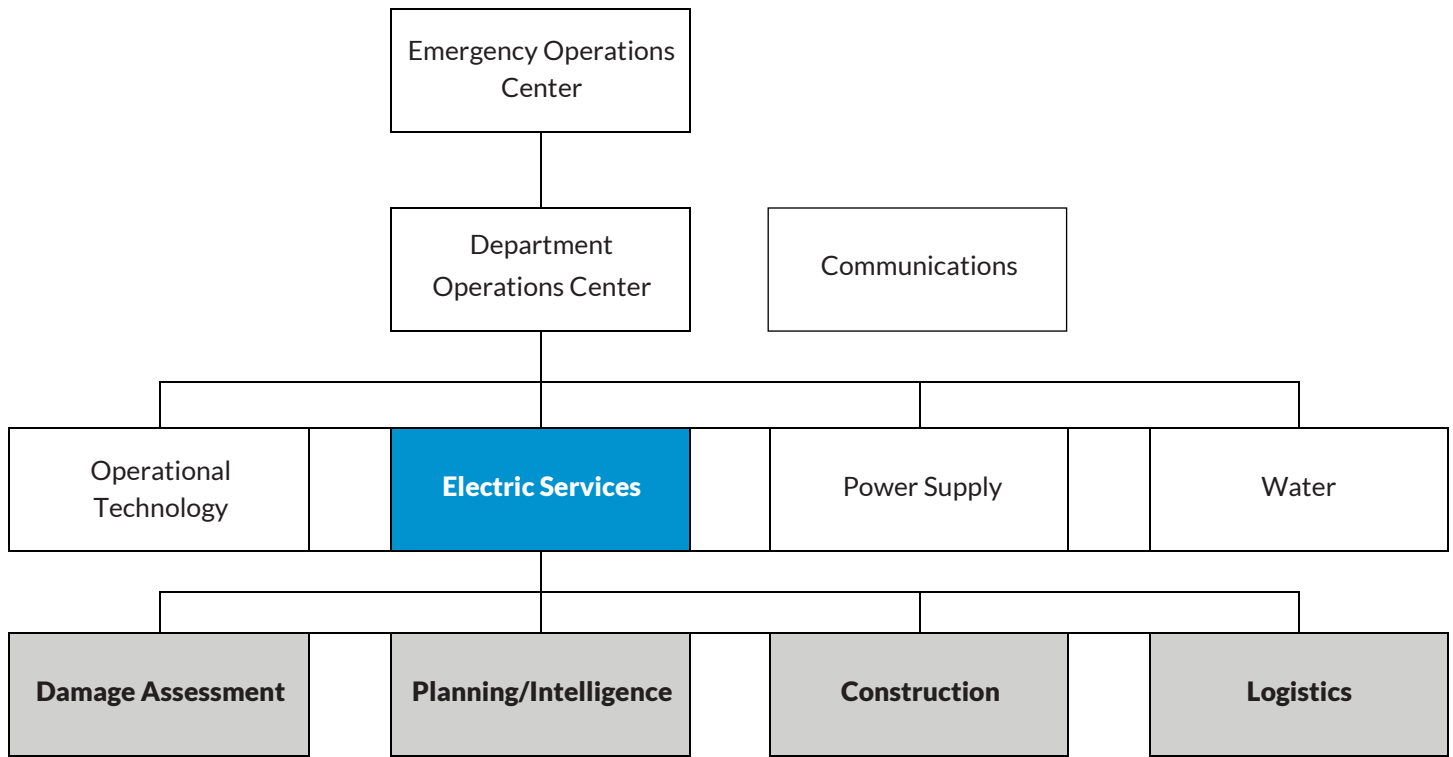 Emergency Operations
Center
Department
Operations Center
Communications
Operational
Technology
Electric Services
Power Supply
Water
Damage Assessment
Planning/Intelligence
Construction
Logistics